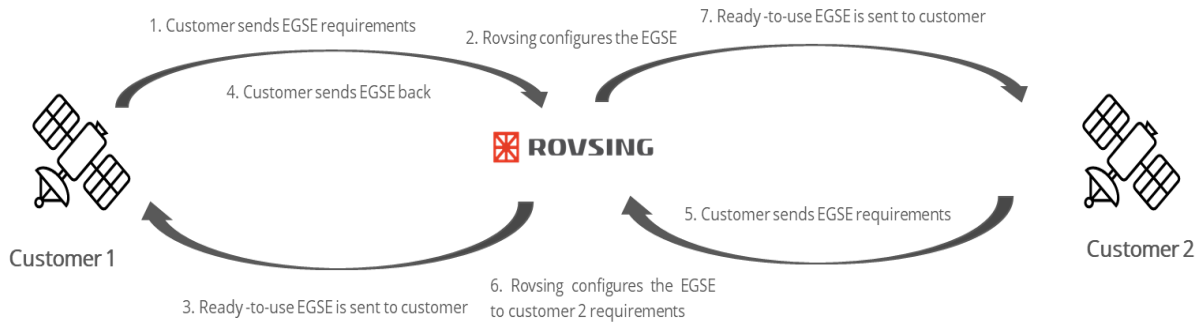 1. Customer sends EGSE requirements
2. Rovsing configures the EGSE
7. Ready -to-use EGSE is sent to customer
4. Customer sends EGSE back
ROVSING
5. Customer sends EGSE requirements
Customer 1
Customer 2
3. Ready -to-use EGSE is sent to customer
6. Rovsing configures the EGSE
to customer 2 requirements